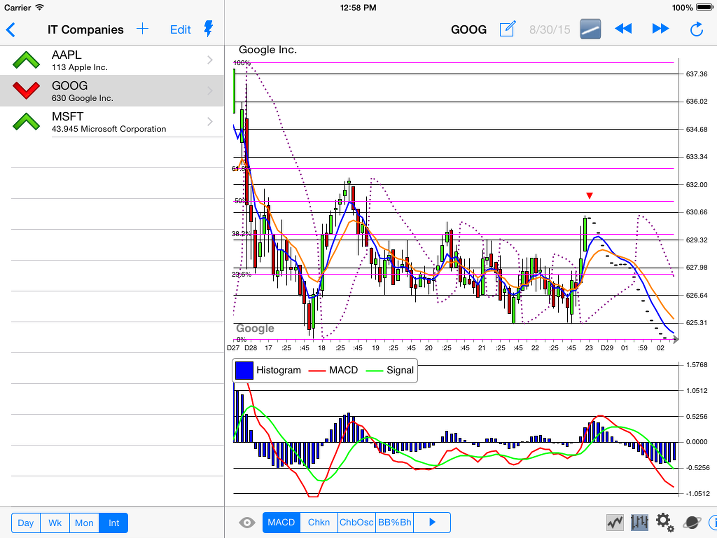 Carrier 12:58 PM 100%
IT Companies + Edit GOOG 8/30/15
AAPL
113 Apple Inc.
GOOG
630 Google Inc.
MSFT
43.945 Microsoft Corporation
Google Inc.
100%
637.36
636.02
634.68
633.34
61.8%
632.00
50%
630.66
38.2%
629.32
627.98
23.6%
626.64
625.31
Google
0%
D27 D28 17 :25 :45 18 :25 :45 19 :25 :45 20 :25 :45 21 :25 :45 22 :25 :45 23 D29 01 :59 02
Histogram MACD Signal
1.5768
1.0512
0.5256
0.0000
-0.5256
-1.0512
Day Wk Mon Int MACD Chkn ChbOsc BB%Bh